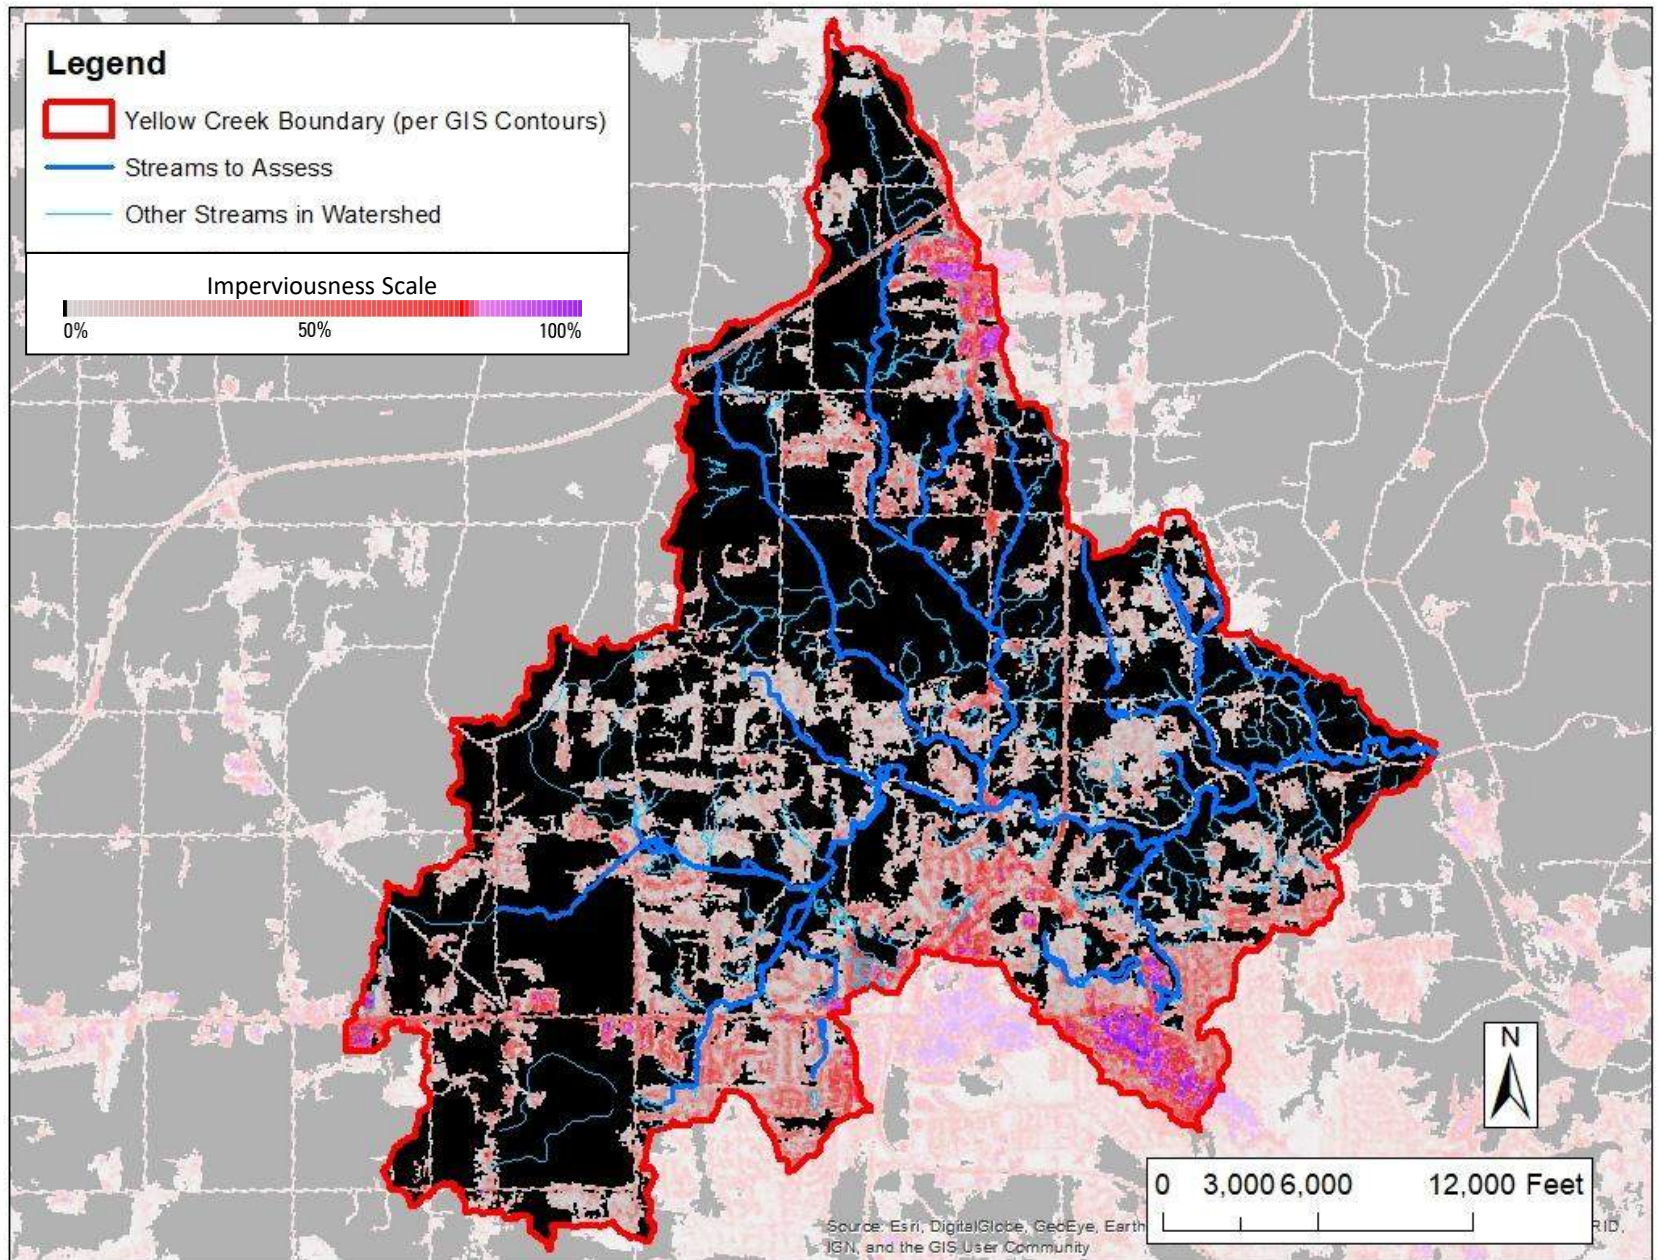 Legend
Yellow Creek Boundary (per GIS Contours)
Streams to Assess
Other Streams in Watershed
Imperviousness Scale
0% 50% 100%
N
0 3,000 6,000 12,000 Feet
Source: Esri, DigitalGlobe, GeoEye, Earth RID,
IGN, and the GIS User Community